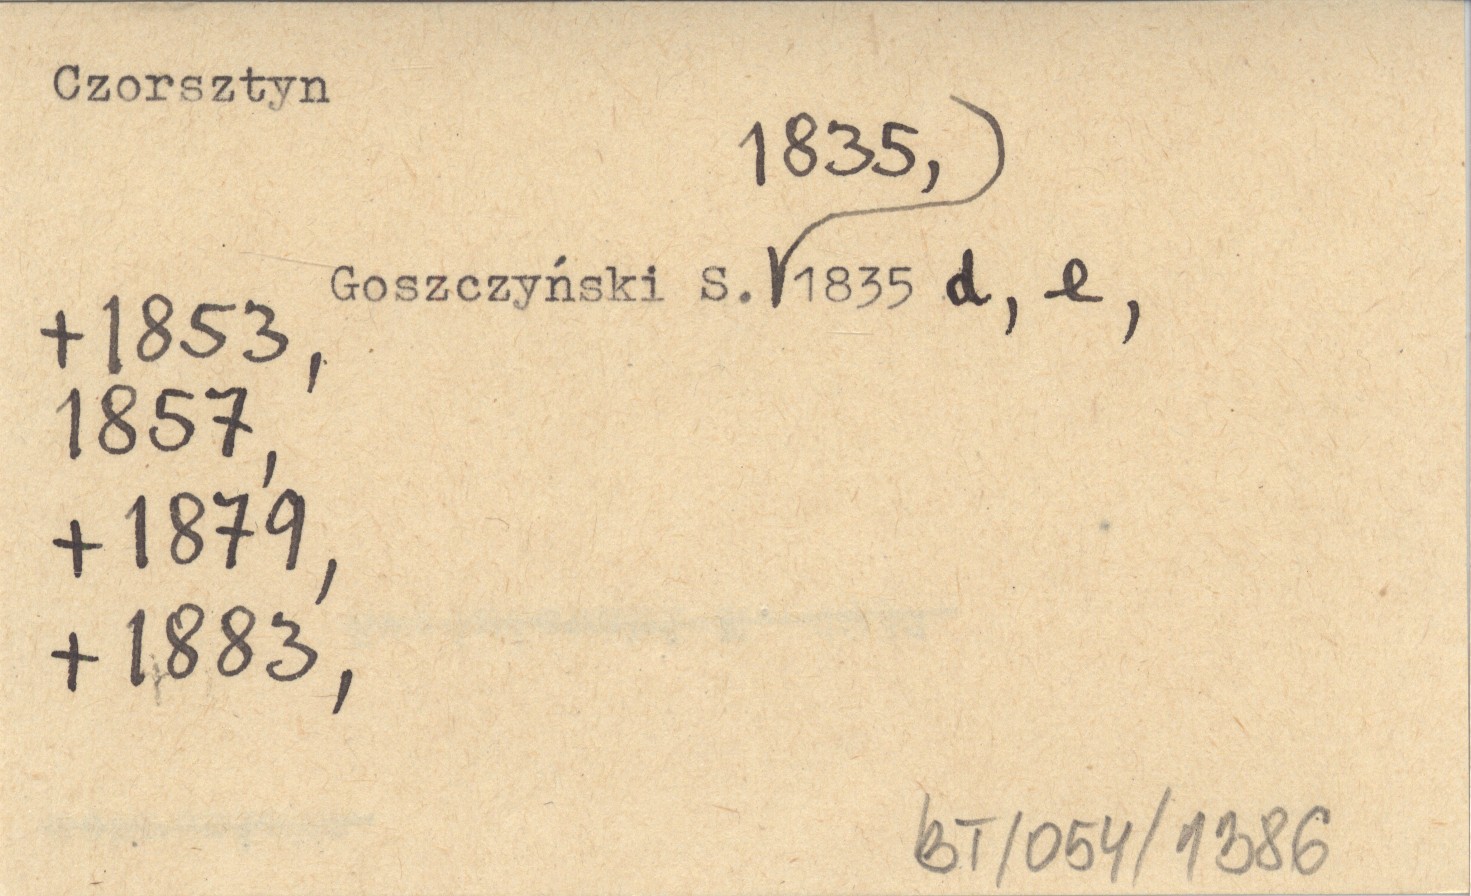 Czorsztyn
1835,
Goszczyński S. 1835 d, e,
+1853,
1857,
+ 1879,
+ 1883,
BT/054/1386